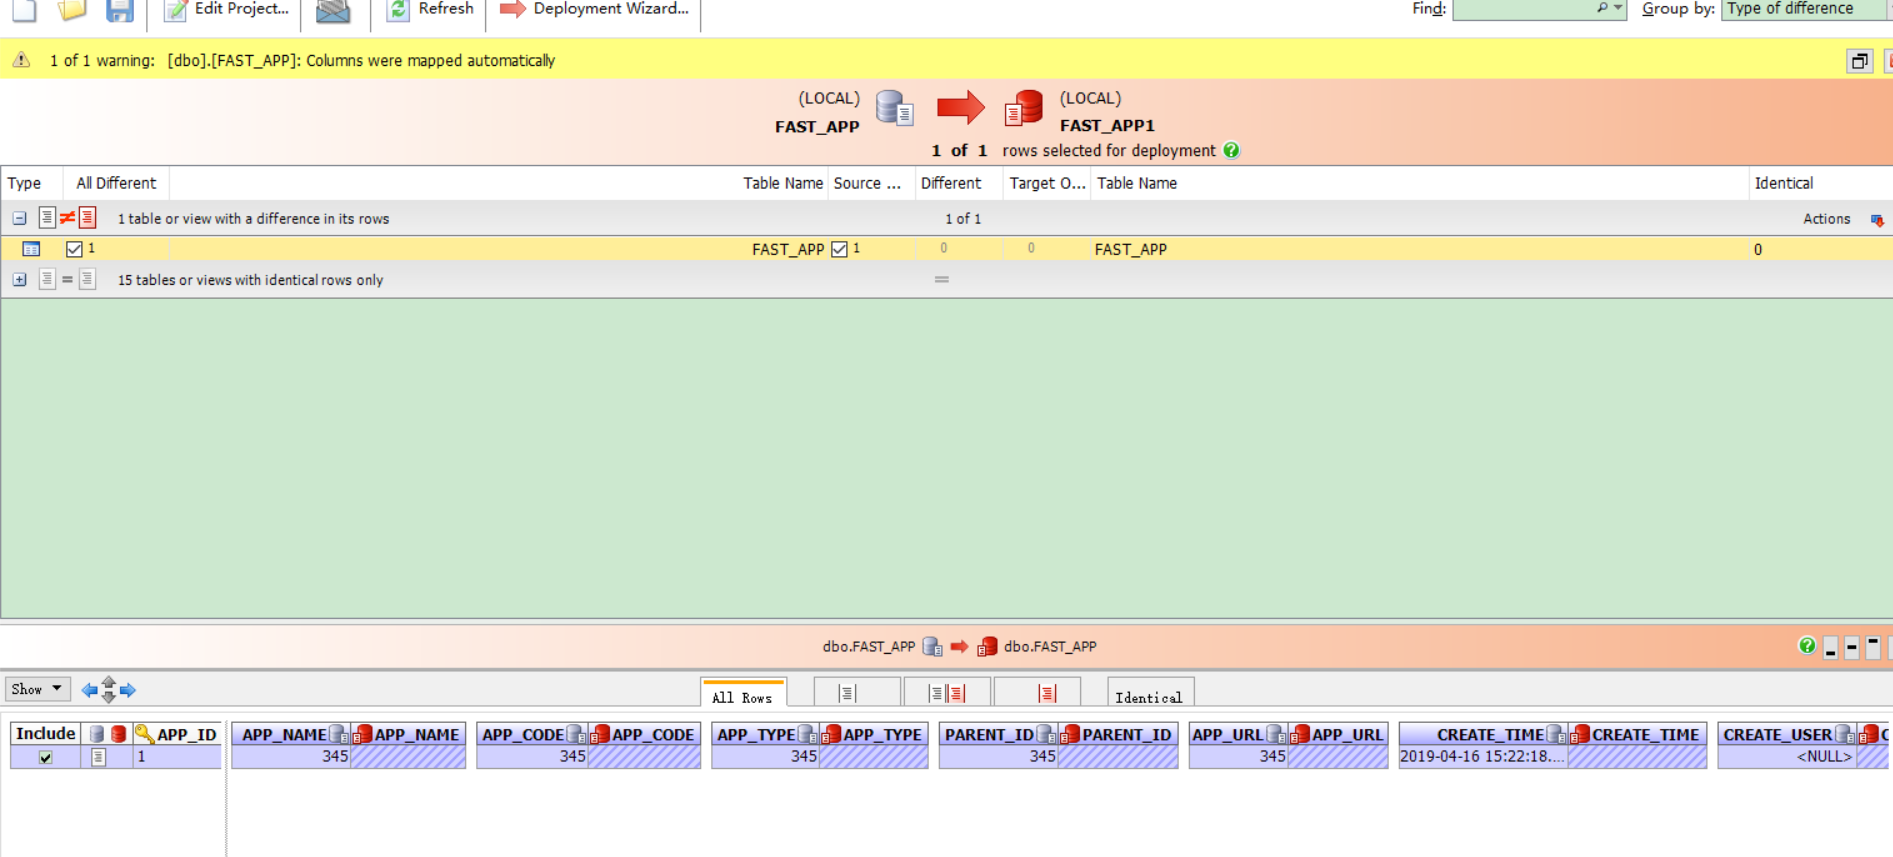 Edit Project... Refresh Deployment Wizard... Find: Group by: Type of difference
1 of 1 warning: [dbo].[FAST_APP]: Columns were mapped automatically
(LOCAL) (LOCAL)
FAST_APP FAST_APP1
1 of 1 rows selected for deployment
Type All Different Table Name Source ... Different Target O... Table Name Identical
1 table or view with a difference in its rows 1 of 1 Actions
1 FAST_APP 1 0 0 FAST_APP 0
15 tables or views with identical rows only =
dbo.FAST_APP dbo.FAST_APP
Show All Rows Identical
Include APP_ID APP_NAME APP_NAME APP_CODE APP_CODE APP_TYPE APP_TYPE PARENT_ID PARENT_ID APP_URL APP_URL CREATE_TIME CREATE_TIME CREATE_USER C
1 345 345 345 345 345 2019-04-16 15:22:18.... <NULL>